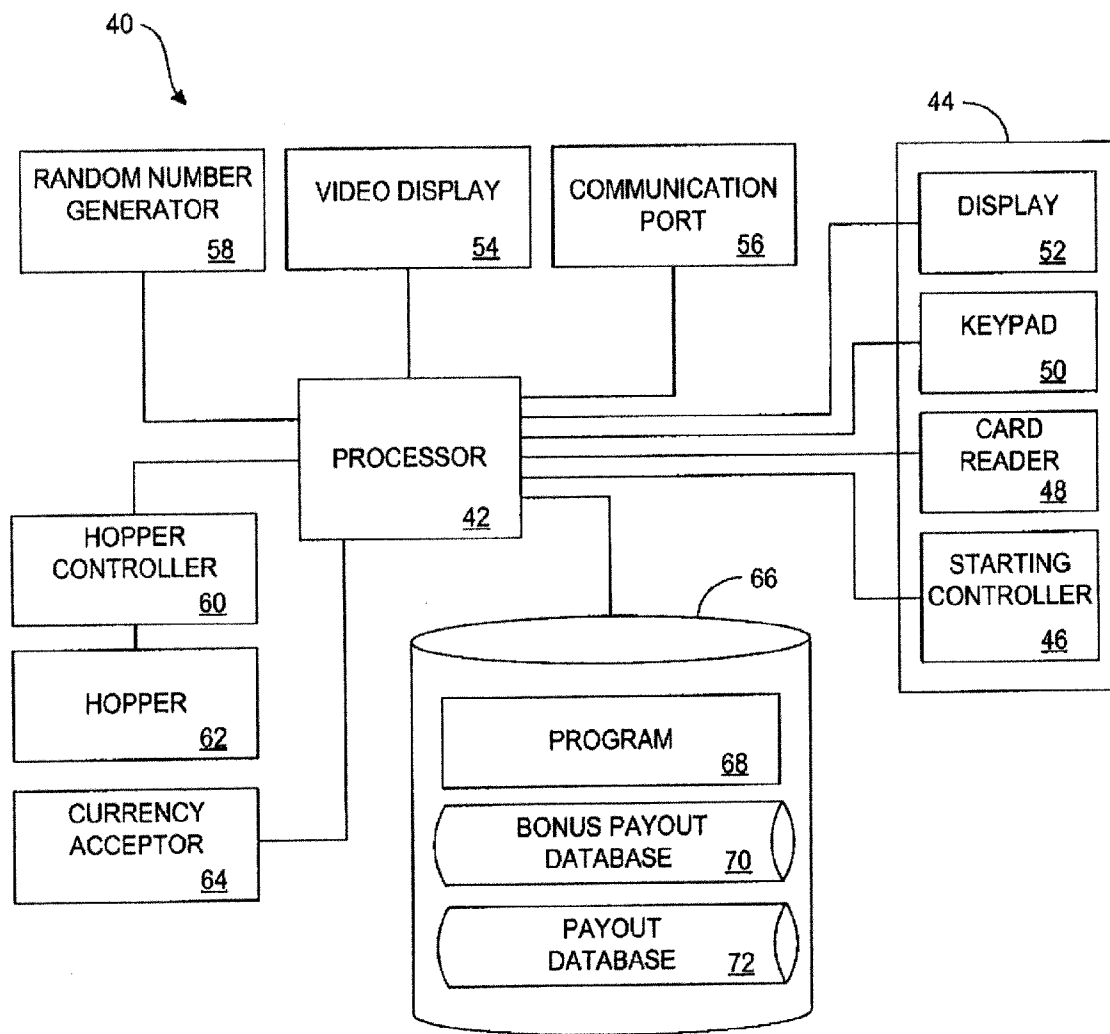 40
44
RANDOM NUMBER
GENERATOR
58
VIDEO DISPLAY
54
COMMUNICATION
PORT
56
DISPLAY
52
KEYPAD
50
CARD
READER
48
STARTING
CONTROLLER
46
PROCESSOR
42
HOPPER
CONTROLLER
60
HOPPER
62
CURRENCY
ACCEPTOR
64
66
PROGRAM
68
BONUS PAYOUT
DATABASE
70
PAYOUT
DATABASE
72